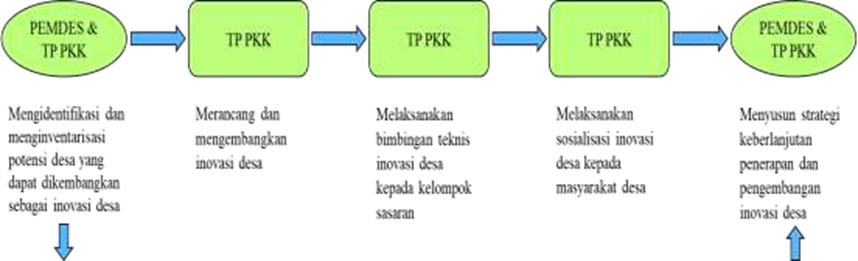 PEMDES &
TP PKK
TP PKK
TP PKK
TP PKK
PEMDES &
TP PKK
Mengidentifikasi dan
menginventarisasi
potensi desa yang
dapat dikembangkan
sebagai inovasi desa
Merancang dan
mengembangkan
inovasi desa
Melaksanakan
bimbingan teknis
inovasi desa
kepada kelompok
sasaran
Melaksanakan
sosialisasi inovasi
desa kepada
masyarakat desa
Menyusun strategi
keberlanjutan
penerapan dan
pengembangan
inovasi desa